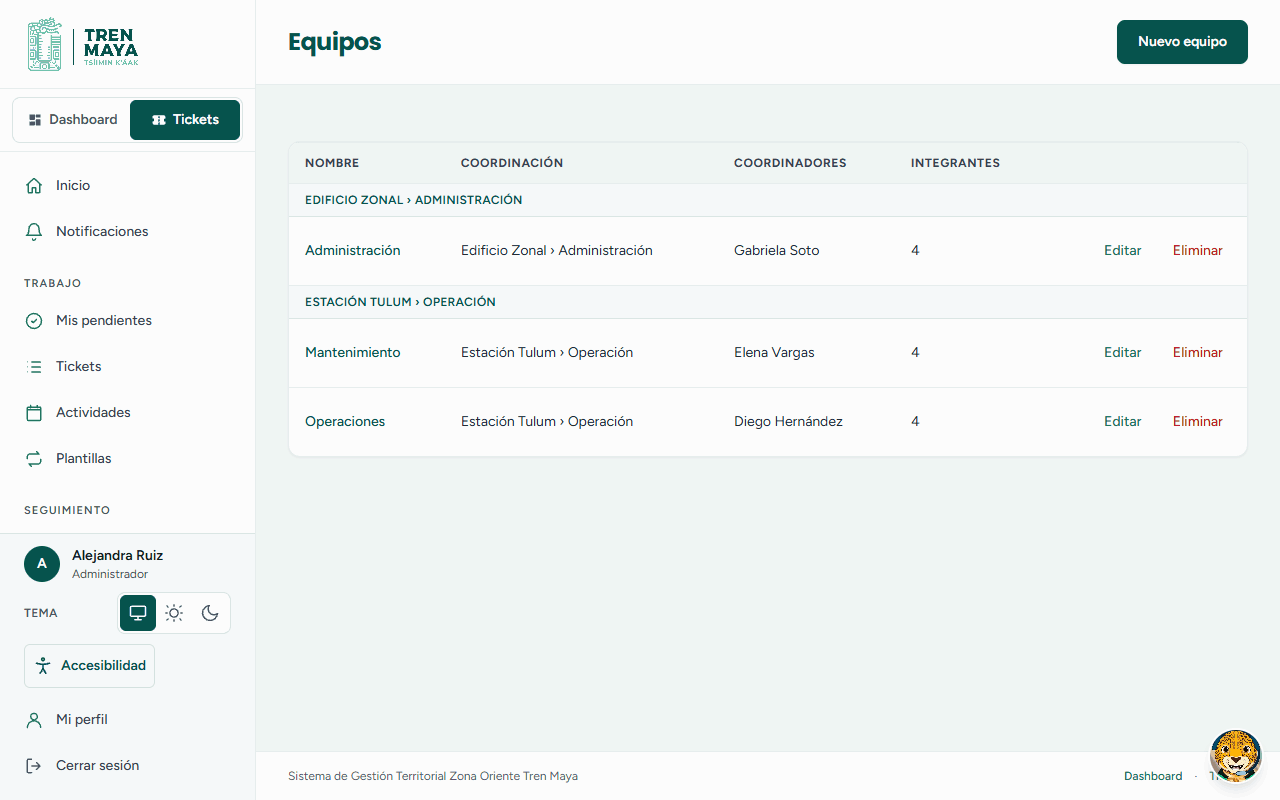 TREN
MAYA
TSÍIMIN K'ÁAK
Dashboard
Tickets
Inicio
Notificaciones
TRABAJO
Mis pendientes
Tickets
Actividades
Plantillas
SEGUIMIENTO
A
Alejandra Ruiz
Administrador
TEMA
Accesibilidad
Mi perfil
Cerrar sesión
Equipos
Nuevo equipo
NOMBRE COORDINACIÓN COORDINADORES INTEGRANTES
EDIFICIO ZONAL › ADMINISTRACIÓN
Administración Edificio Zonal › Administración Gabriela Soto 4 Editar Eliminar
ESTACIÓN TULUM › OPERACIÓN
Mantenimiento Estación Tulum › Operación Elena Vargas 4 Editar Eliminar
Operaciones Estación Tulum › Operación Diego Hernández 4 Editar Eliminar
Sistema de Gestión Territorial Zona Oriente Tren Maya
Dashboard ·